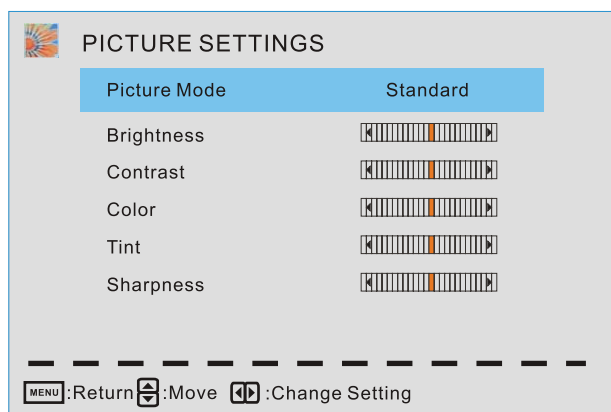 PICTURE SETTINGS
Picture Mode Standard
Brightness
Contrast
Color
Tint
Sharpness
MENU :Return :Move :Change Setting